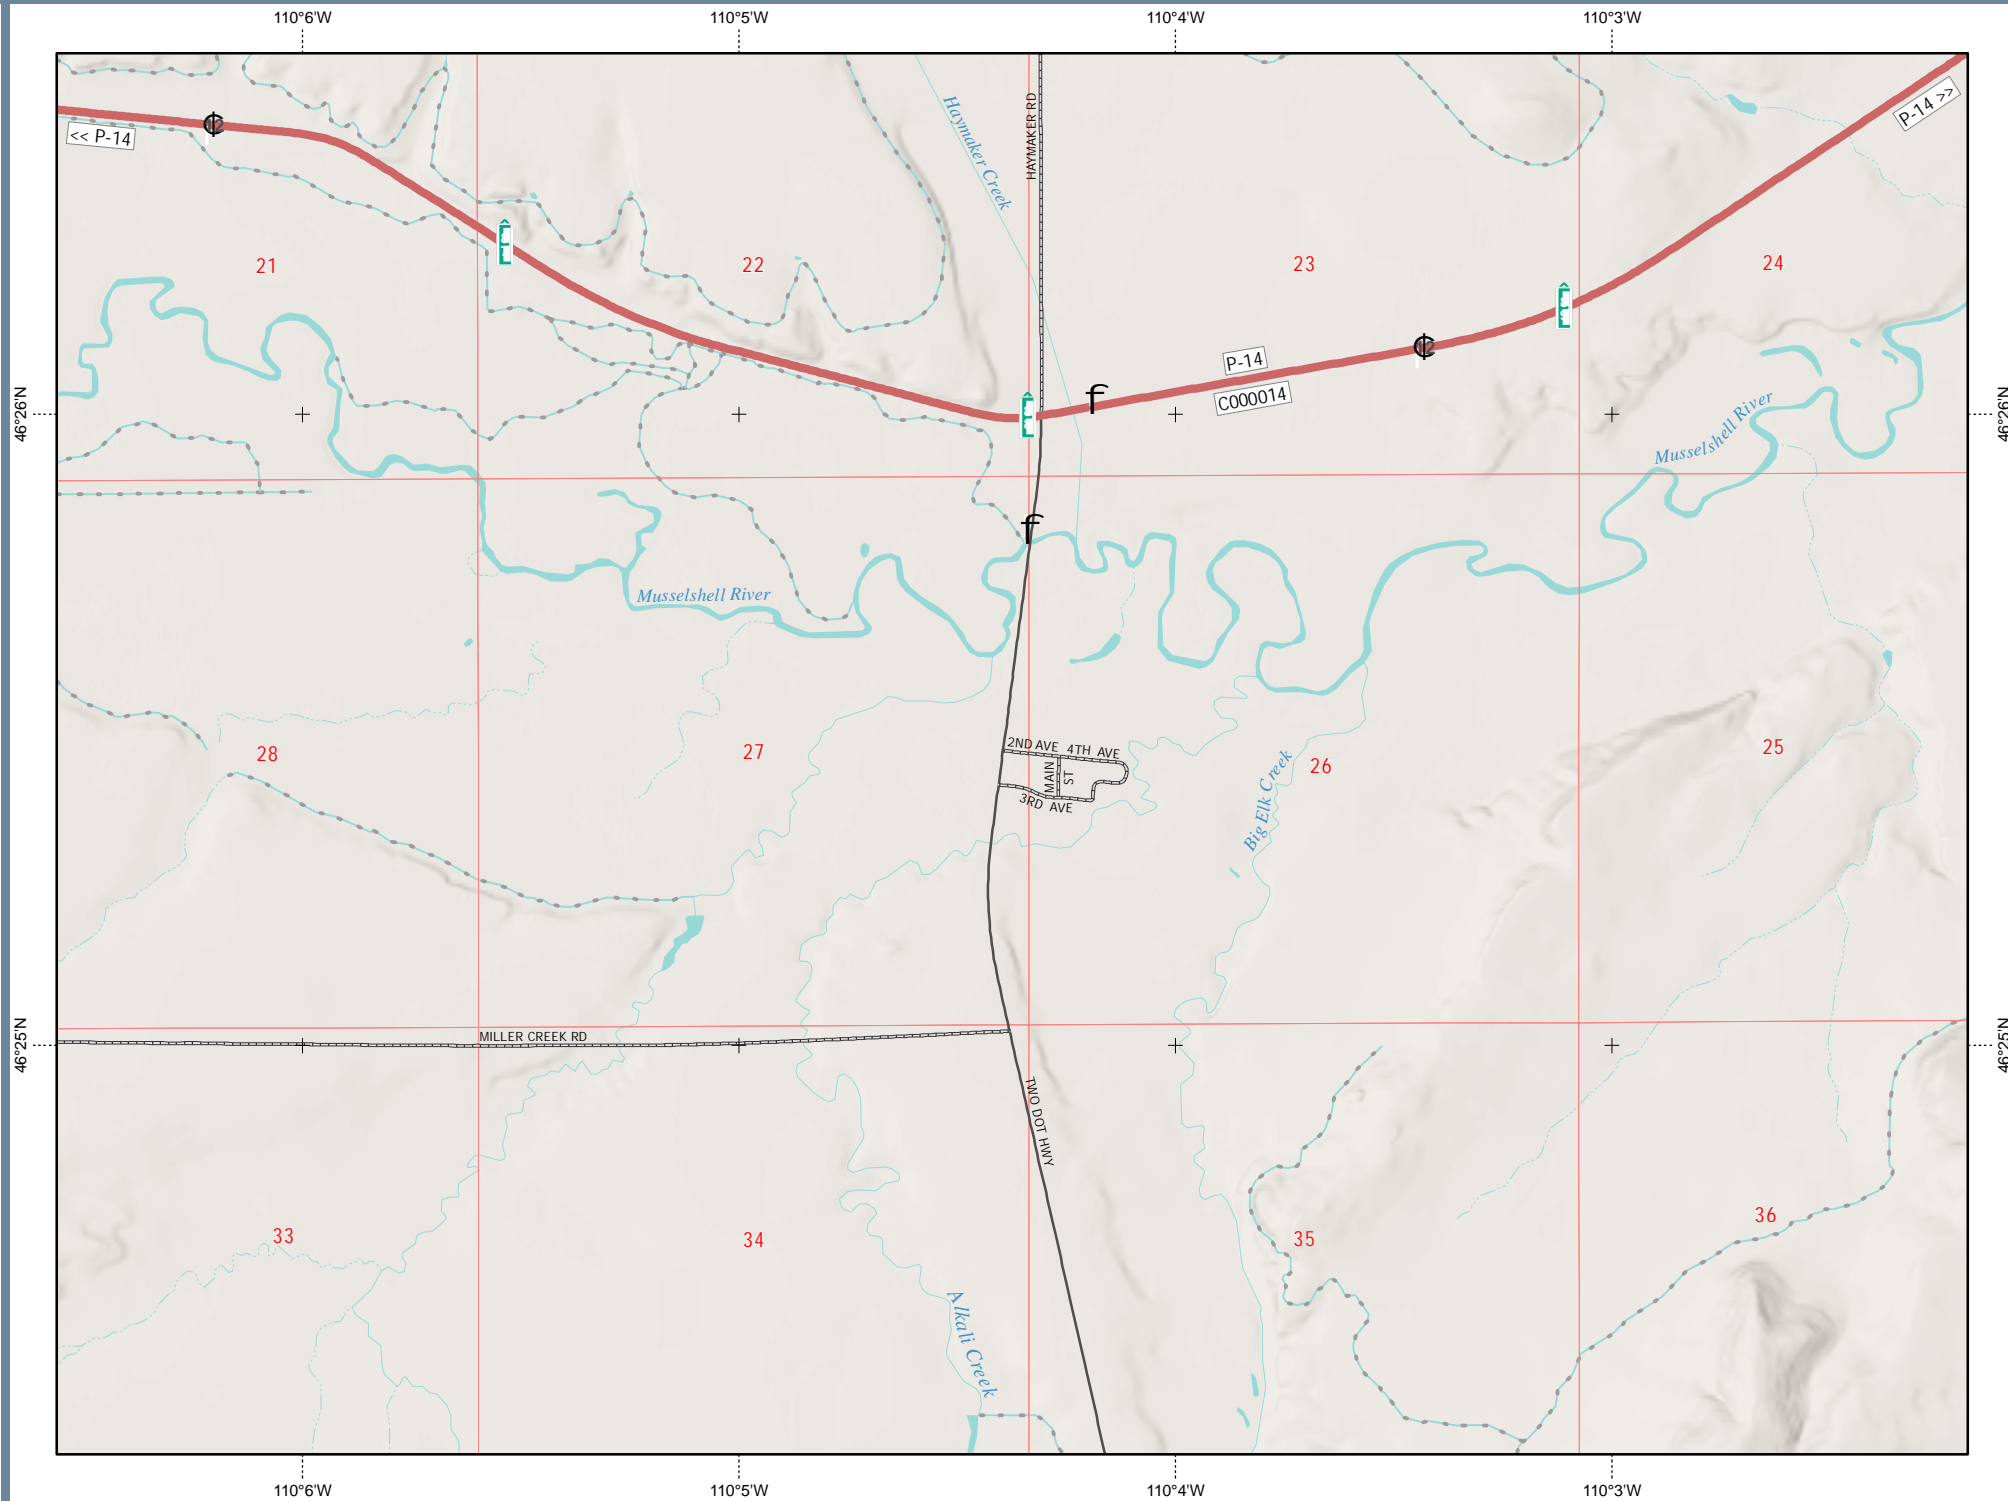 110°6'W
110°5'W
110°4'W
110°3'W
<< P-14
P-14 >>
Haymaker Creek
HAYMAKER RD
21
22
23
24
P-14
C000014
f
46°26'N
46°26'N
Musselshell River
f
Musselshell River
28
27
2ND AVE
4TH AVE
MAIN
ST
3RD AVE
Big Elk Creek
26
25
MILLER CREEK RD
46°25'N
46°25'N
TWO DOT HWY
33
34
35
36
Alkali Creek
110°6'W
110°5'W
110°4'W
110°3'W